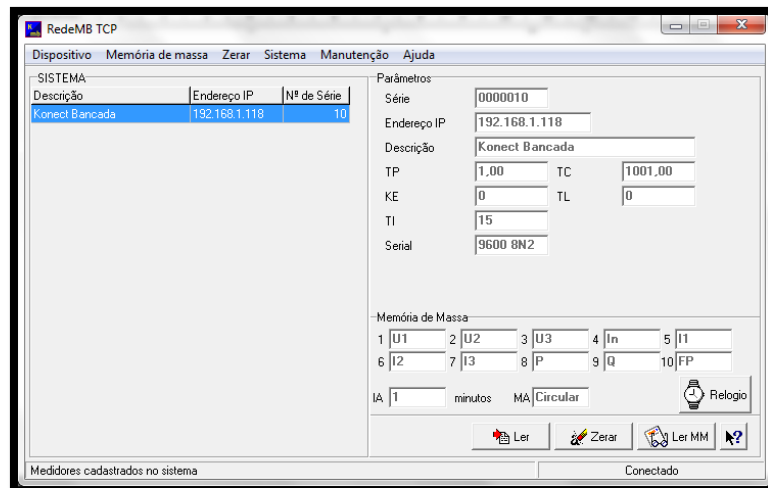 RedeMB TCP
Dispositivo Memória de massa Zerar Sistema Manutenção Ajuda
SISTEMA
Descrição Endereço IP Nº de Série
Konect Bancada 192.168.1.118 10
Parâmetros
Série 0000010
Endereço IP 192.168.1.118
Descrição Konect Bancada
TP 1,00 TC 1001,00
KE 0 TL 0
TI 15
Serial 9600 8N2
Memória de Massa
1 U1 2 U2 3 U3 4 In 5 I1
6 I2 7 I3 8 P 9 Q 10 FP
IA 1 minutos MA Circular Relogio
Ler Zerar Ler MM ?
Medidores cadastrados no sistema Conectado